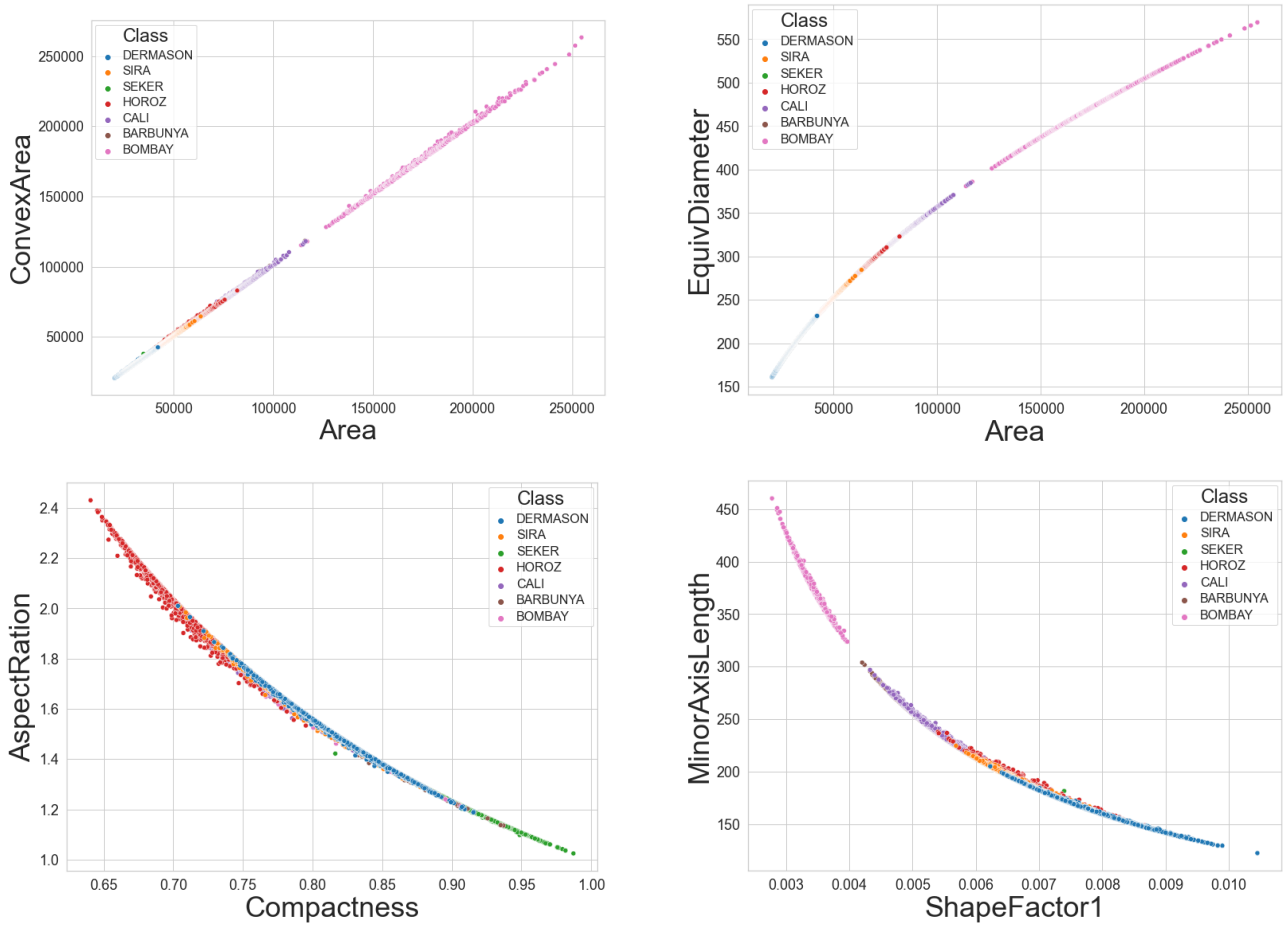 Class
DERMASON
SIRA
SEKER
HOROZ
CALI
BARBUNYA
BOMBAY
250000
200000
150000
100000
50000
ConvexArea
50000 100000 150000 200000 250000
Area
Class
DERMASON
SIRA
SEKER
HOROZ
CALI
BARBUNYA
BOMBAY
550
500
450
400
350
300
250
200
150
EquivDiameter
50000 100000 150000 200000 250000
Area
Class
DERMASON
SIRA
SEKER
HOROZ
CALI
BARBUNYA
BOMBAY
2.4
2.2
2.0
1.8
1.6
1.4
1.2
1.0
AspectRation
0.65 0.70 0.75 0.80 0.85 0.90 0.95 1.00
Compactness
Class
DERMASON
SIRA
SEKER
HOROZ
CALI
BARBUNYA
BOMBAY
450
400
350
300
250
200
150
MinorAxisLength
0.003 0.004 0.005 0.006 0.007 0.008 0.009 0.010
ShapeFactor1